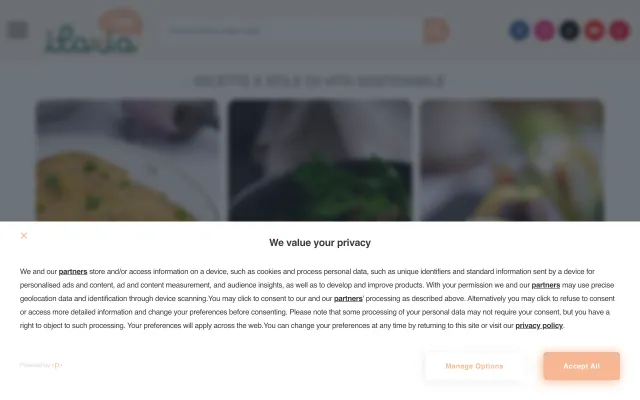 ilaria
RICETTE E STILE DI VITA SOSTENIBILE
We value your privacy
We and our partners store and/or access information on a device, such as cookies and process personal data, such as unique identifiers and standard information sent by a device for
personalised ads and content, ad and content measurement, and audience insights, as well as to develop and improve products. With your permission we and our partners may use precise
geolocation data and identification through device scanning.You may click to consent to our and our partners' processing as described above. Alternatively you may click to refuse to consent
or access more detailed information and change your preferences before consenting. Please note that some processing of your personal data may not require your consent, but you have a
right to object to such processing. Your preferences will apply across the web.You can change your preferences at any time by returning to this site or visit our privacy policy.
Powered by
Manage Options
Accept All